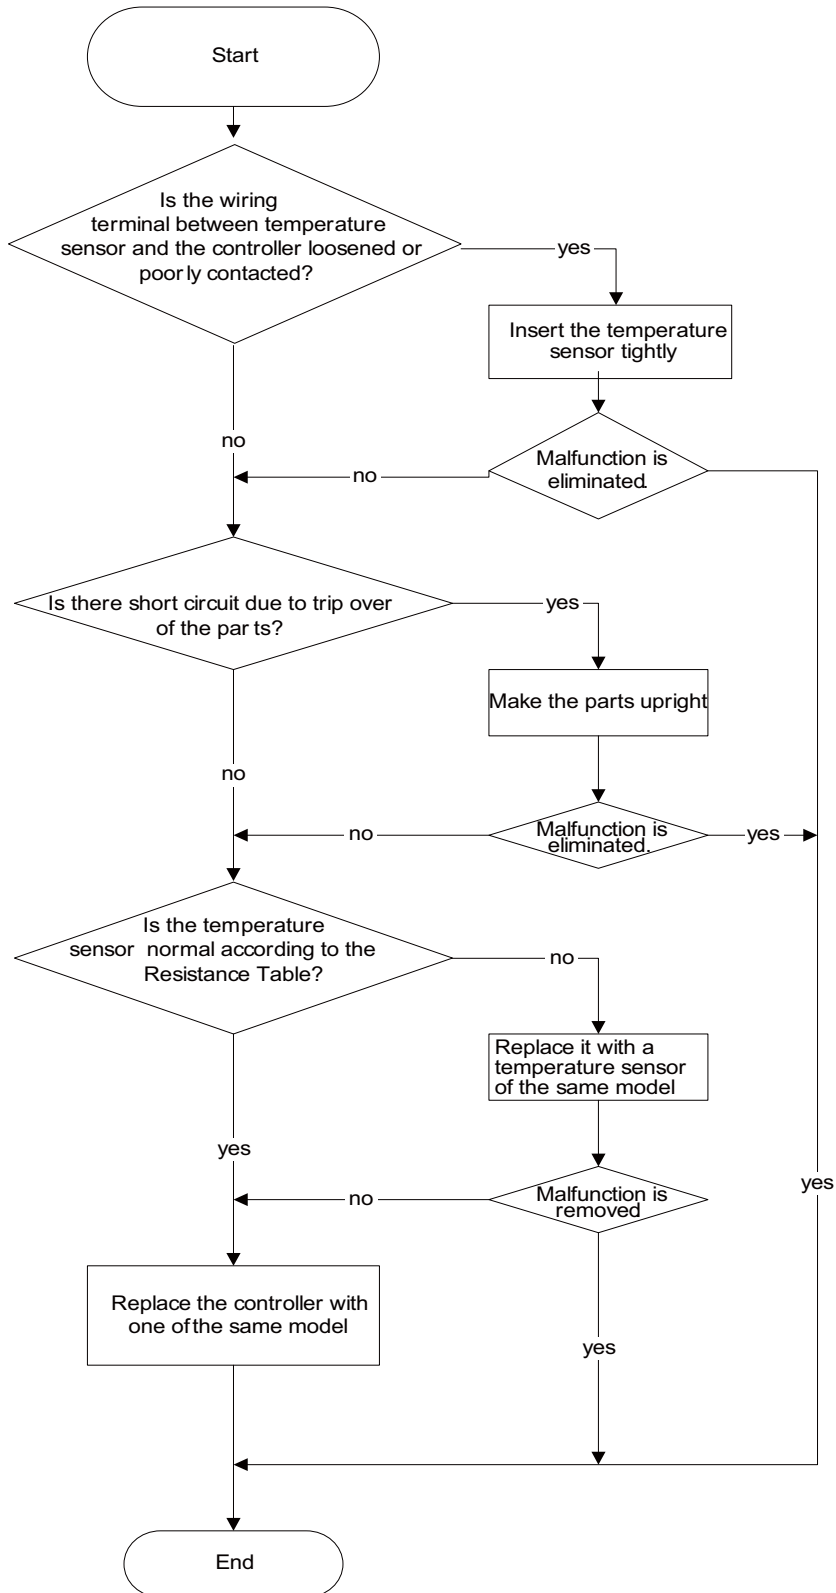 Start
Is the wiring
terminal between temperature
sensor and the controller loosened or
poorly contacted?
yes
Insert the temperature
sensor tightly
no
Malfunction is
eliminated.
no
Is there short circuit due to trip over
of the parts?
yes
Make the parts upright
no
Malfunction is
eliminated.
no
yes
Is the temperature
sensor normal according to the
Resistance Table?
no
Replace it with a
temperature sensor
of the same model
yes
Malfunction is
removed
no
yes
Replace the controller with
one of the same model
yes
End